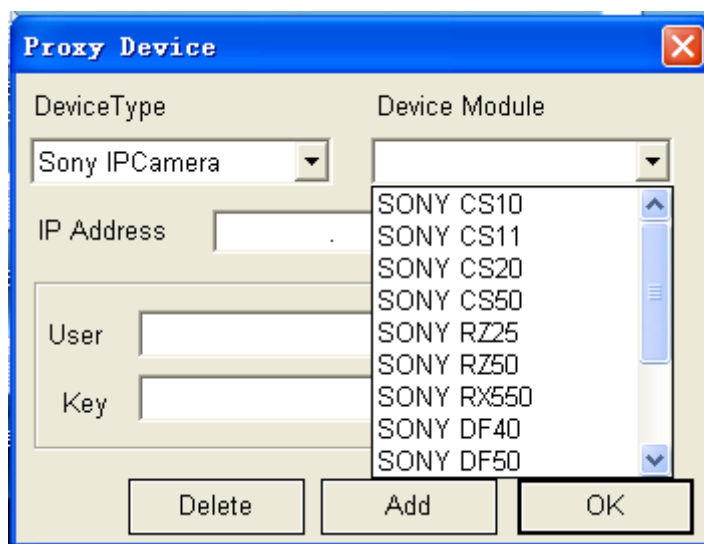 Proxy Device
DeviceType Device Module
Sony IPCamera
SONY CS10
SONY CS11
SONY CS20
SONY CS50
SONY RZ25
SONY RZ50
SONY RX550
SONY DF40
SONY DF50
IP Address .
User
Key
Delete Add OK